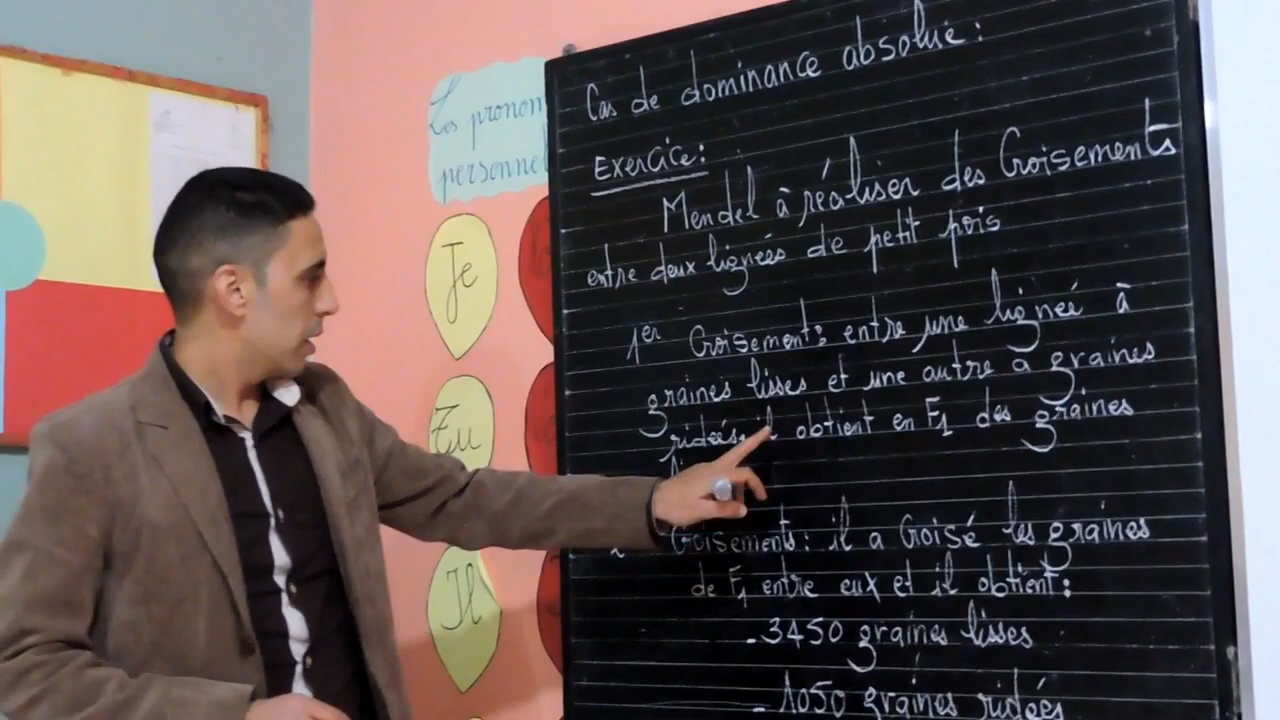 Les pronon
personnel
Je
Tu
Il
Cas de dominance absolue:
Exercice:
Mendel à réaliser des Croisements
entre deux lignées de petit pois
1er Croisement: entre une lignée à
graines lisses et une autre à graines
ridées, il obtient en F1 des graines
Croisements: il a Croisé les graines
de F1 entre eux et il obtient:
- 3450 graines lisses
- 1050 graines ridées